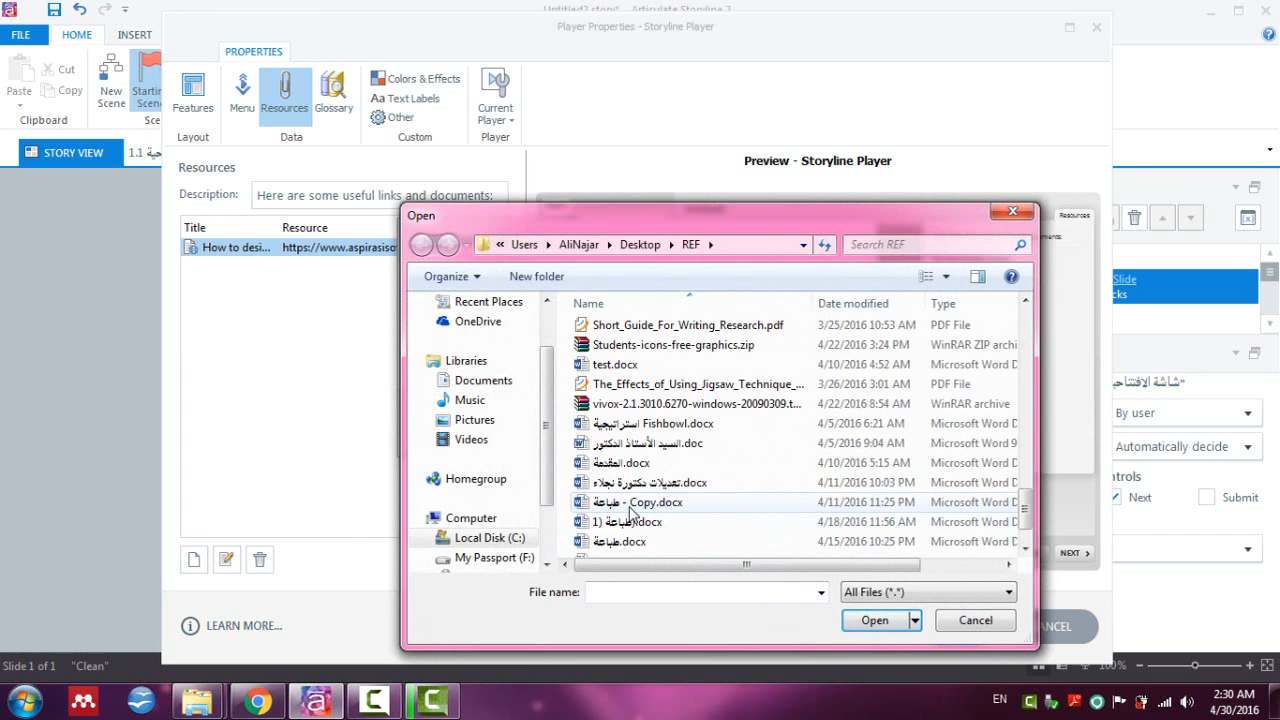 Untitled2.story* - Articulate Storyline 2
FILE
HOME
INSERT
Paste
Cut
Copy
Clipboard
New Scene
STORY VIEW
Player Properties - Storyline Player
PROPERTIES
Features
Layout
Menu
Resources
Glossary
Data
Colors & Effects
Text Labels
Other
Custom
Current Player
Player
Resources
Description:
Here are some useful links and documents:
Title
Resource
How to desi...
https://www.aspirasiso
Preview - Storyline Player
Resources
Open
« Users AliNajar Desktop REF
Search REF
Organize
New folder
Recent Places
OneDrive
Libraries
Documents
Music
Pictures
Videos
Homegroup
Computer
Local Disk (C:)
My Passport (F:)
Name
Date modified
Type
Short_Guide_For_Writing_Research.pdf 3/25/2016 10:53 AM PDF File
Students-icons-free-graphics.zip 4/22/2016 3:24 PM WinRAR ZIP archi
test.docx 4/10/2016 4:52 AM Microsoft Word D
The_Effects_of_Using_Jigsaw_Technique_... 3/26/2016 3:01 AM PDF File
vivox-2.1.3010.6270-windows-20090309.t... 4/22/2016 8:54 AM WinRAR archive
استراتيجية Fishbowl.docx 4/5/2016 6:21 AM Microsoft Word D
السيد الأستاذ الدكتور.doc 4/5/2016 9:04 AM Microsoft Word 9
المقدمة.docx 4/10/2016 5:15 AM Microsoft Word D
تعديلات دكتورة نجلاء.docx 4/11/2016 10:03 PM Microsoft Word D
طباعة - Copy.docx 4/11/2016 11:25 PM Microsoft Word D
طباعة (1).docx 4/18/2016 11:56 AM Microsoft Word D
طباعة.docx 4/15/2016 10:25 PM Microsoft Word D
File name:
All Files (*.*)
Open
Cancel
LEARN MORE...
NEXT
Slide
"شاشة الافتتاحية
By user
Automatically decide
Next
Submit
Slide 1 of 1
"Clean"
100%
EN
2:30 AM
4/30/2016